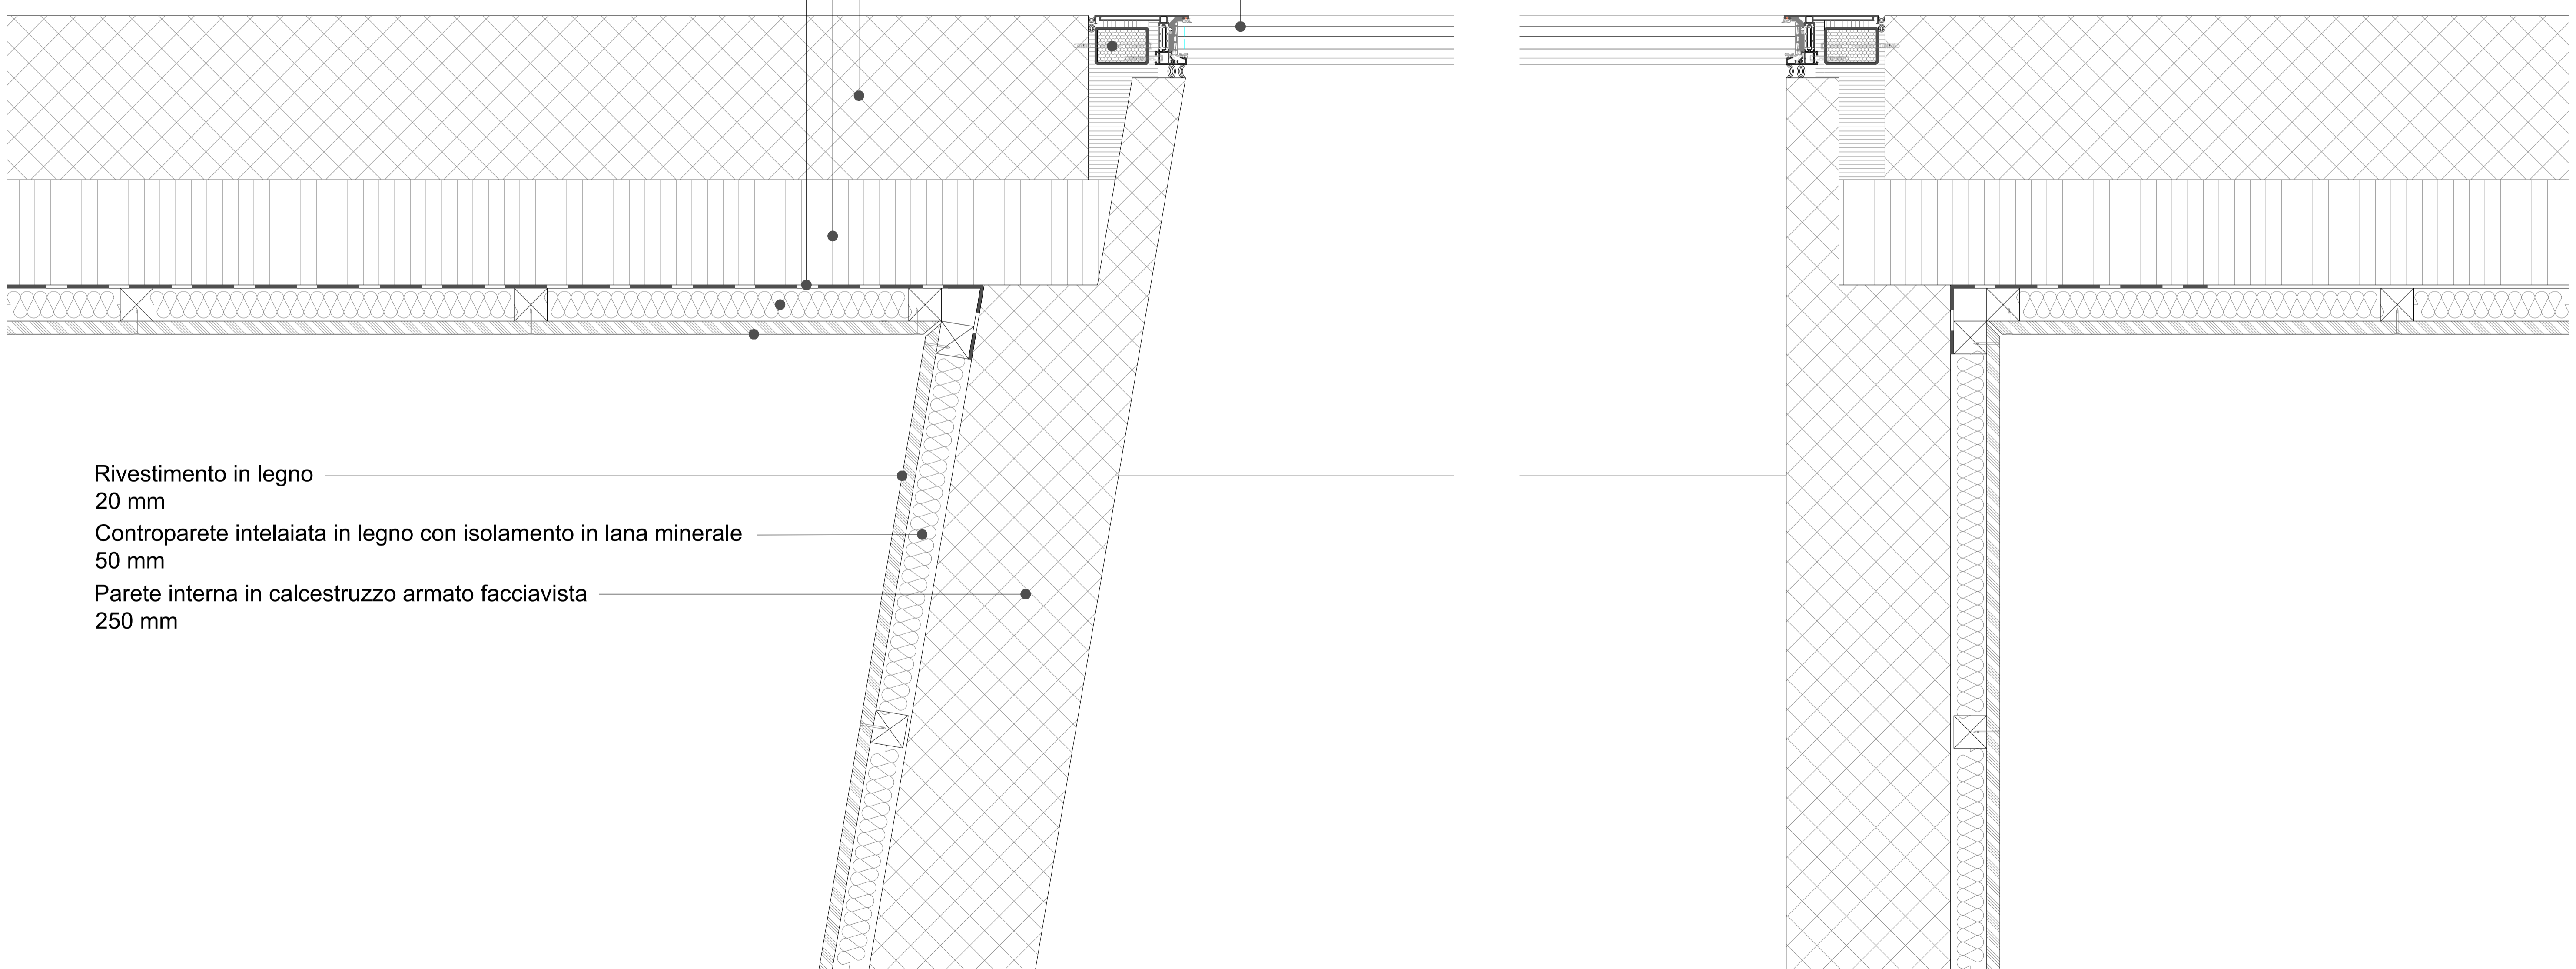 Rivestimento in legno
20 mm
Controparete intelaiata in legno con isolamento in lana minerale
50 mm
Parete interna in calcestruzzo armato facciavista
250 mm